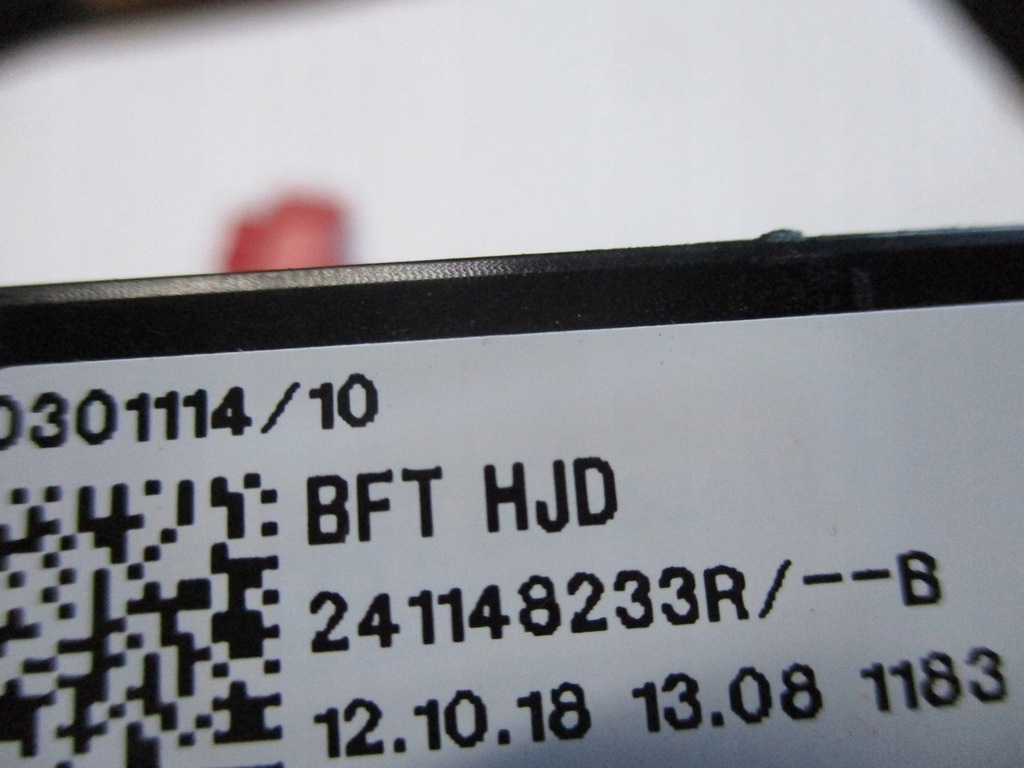 0301114/10
BFT HJD
241148233R/--B
12.10.18 13.08 1183